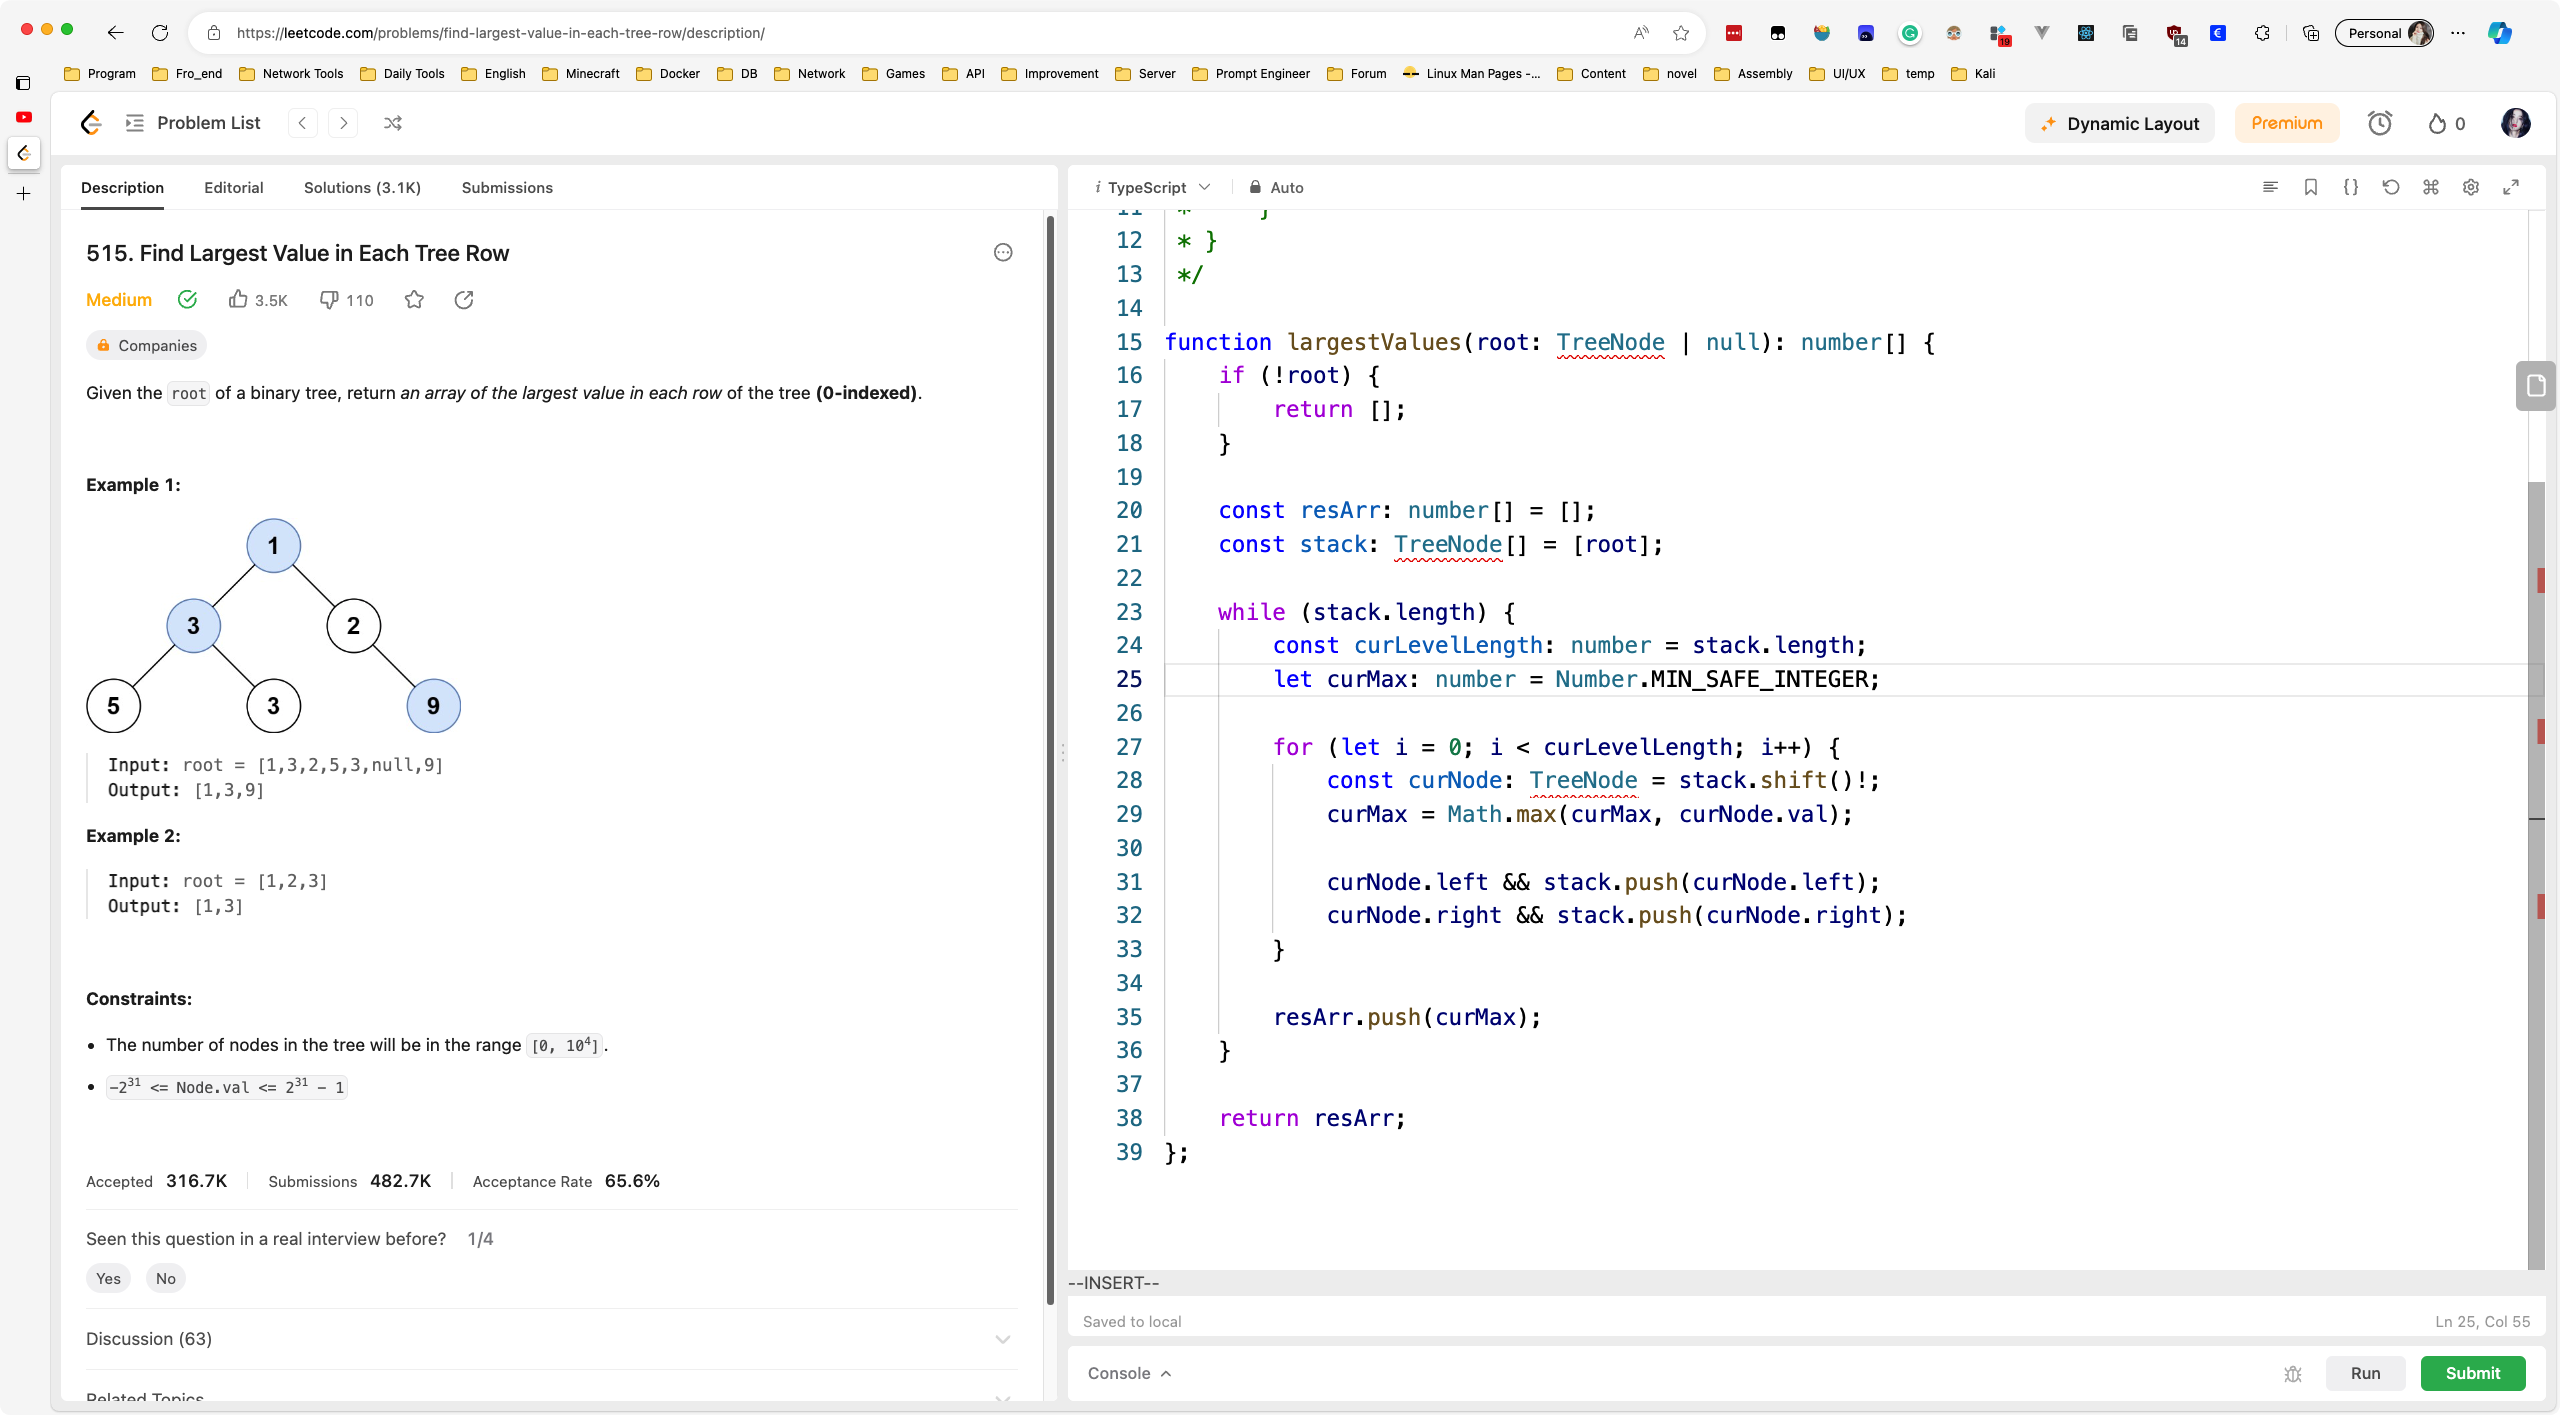 https://leetcode.com/problems/find-largest-value-in-each-tree-row/description/
19
14
Personal
Program Fro_end Network Tools Daily Tools English Minecraft Docker DB Network Games API Improvement Server Prompt Engineer Forum Linux Man Pages -... Content novel Assembly UI/UX temp Kali
Problem List
Dynamic Layout
Premium
0
Description Editorial Solutions (3.1K) Submissions
515. Find Largest Value in Each Tree Row
Medium 3.5K 110
Companies
Given the root of a binary tree, return an array of the largest value in each row of the tree (0-indexed).
Example 1:
1
3 2
5 3 9
Input: root = [1,3,2,5,3,null,9]
Output: [1,3,9]
Example 2:
Input: root = [1,2,3]
Output: [1,3]
Constraints:
• The number of nodes in the tree will be in the range [0, 10⁴].
• -2³¹ <= Node.val <= 2³¹ - 1
Accepted 316.7K Submissions 482.7K Acceptance Rate 65.6%
Seen this question in a real interview before? 1/4
Yes No
Discussion (63)
Related Topics
i TypeScript Auto
11 * }
12 * }
13 */
14
15 function largestValues(root: TreeNode | null): number[] {
16 if (!root) {
17 return [];
18 }
19
20 const resArr: number[] = [];
21 const stack: TreeNode[] = [root];
22
23 while (stack.length) {
24 const curLevelLength: number = stack.length;
25 let curMax: number = Number.MIN_SAFE_INTEGER;
26
27 for (let i = 0; i < curLevelLength; i++) {
28 const curNode: TreeNode = stack.shift()!;
29 curMax = Math.max(curMax, curNode.val);
30
31 curNode.left && stack.push(curNode.left);
32 curNode.right && stack.push(curNode.right);
33 }
34
35 resArr.push(curMax);
36 }
37
38 return resArr;
39 };
--INSERT--
Saved to local
Ln 25, Col 55
Console
Run
Submit